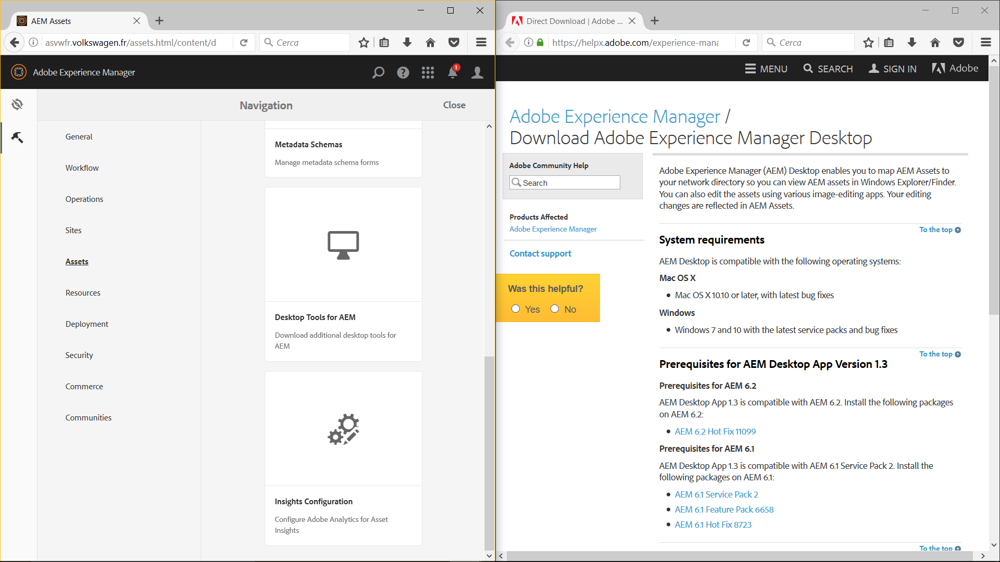 AEM Assets
asvwfr.volkswagen.fr/assets.html/content/d
Cerca
Adobe Experience Manager
1
Navigation
Close
General
Workflow
Operations
Sites
Assets
Resources
Deployment
Security
Commerce
Communities
Metadata Schemas
Manage metadata schema forms
Desktop Tools for AEM
Download additional desktop tools for
AEM
Insights Configuration
Configure Adobe Analytics for Asset
Insights
Direct Download | Adobe ...
https://helpx.adobe.com/experience-mana
Cerca
MENU
SEARCH
SIGN IN
Adobe
Adobe Experience Manager /
Download Adobe Experience Manager Desktop
Adobe Community Help
Search
Products Affected
Adobe Experience Manager
Contact support
Was this helpful?
Yes
No
Adobe Experience Manager (AEM) Desktop enables you to map AEM Assets to
your network directory so you can view AEM assets in Windows Explorer/Finder.
You can also edit the assets using various image-editing apps. Your editing
changes are reflected in AEM Assets.
To the top
System requirements
AEM Desktop is compatible with the following operating systems:
Mac OS X
• Mac OS X 10.10 or later, with latest bug fixes
Windows
• Windows 7 and 10 with the latest service packs and bug fixes
To the top
Prerequisites for AEM Desktop App Version 1.3
Prerequisites for AEM 6.2
AEM Desktop App 1.3 is compatible with AEM 6.2. Install the following packages
on AEM 6.2:
• AEM 6.2 Hot Fix 11099
Prerequisites for AEM 6.1
AEM Desktop App 1.3 is compatible with AEM 6.1 Service Pack 2. Install the
following packages on AEM 6.1:
• AEM 6.1 Service Pack 2
• AEM 6.1 Feature Pack 6658
• AEM 6.1 Hot Fix 8723
To the top